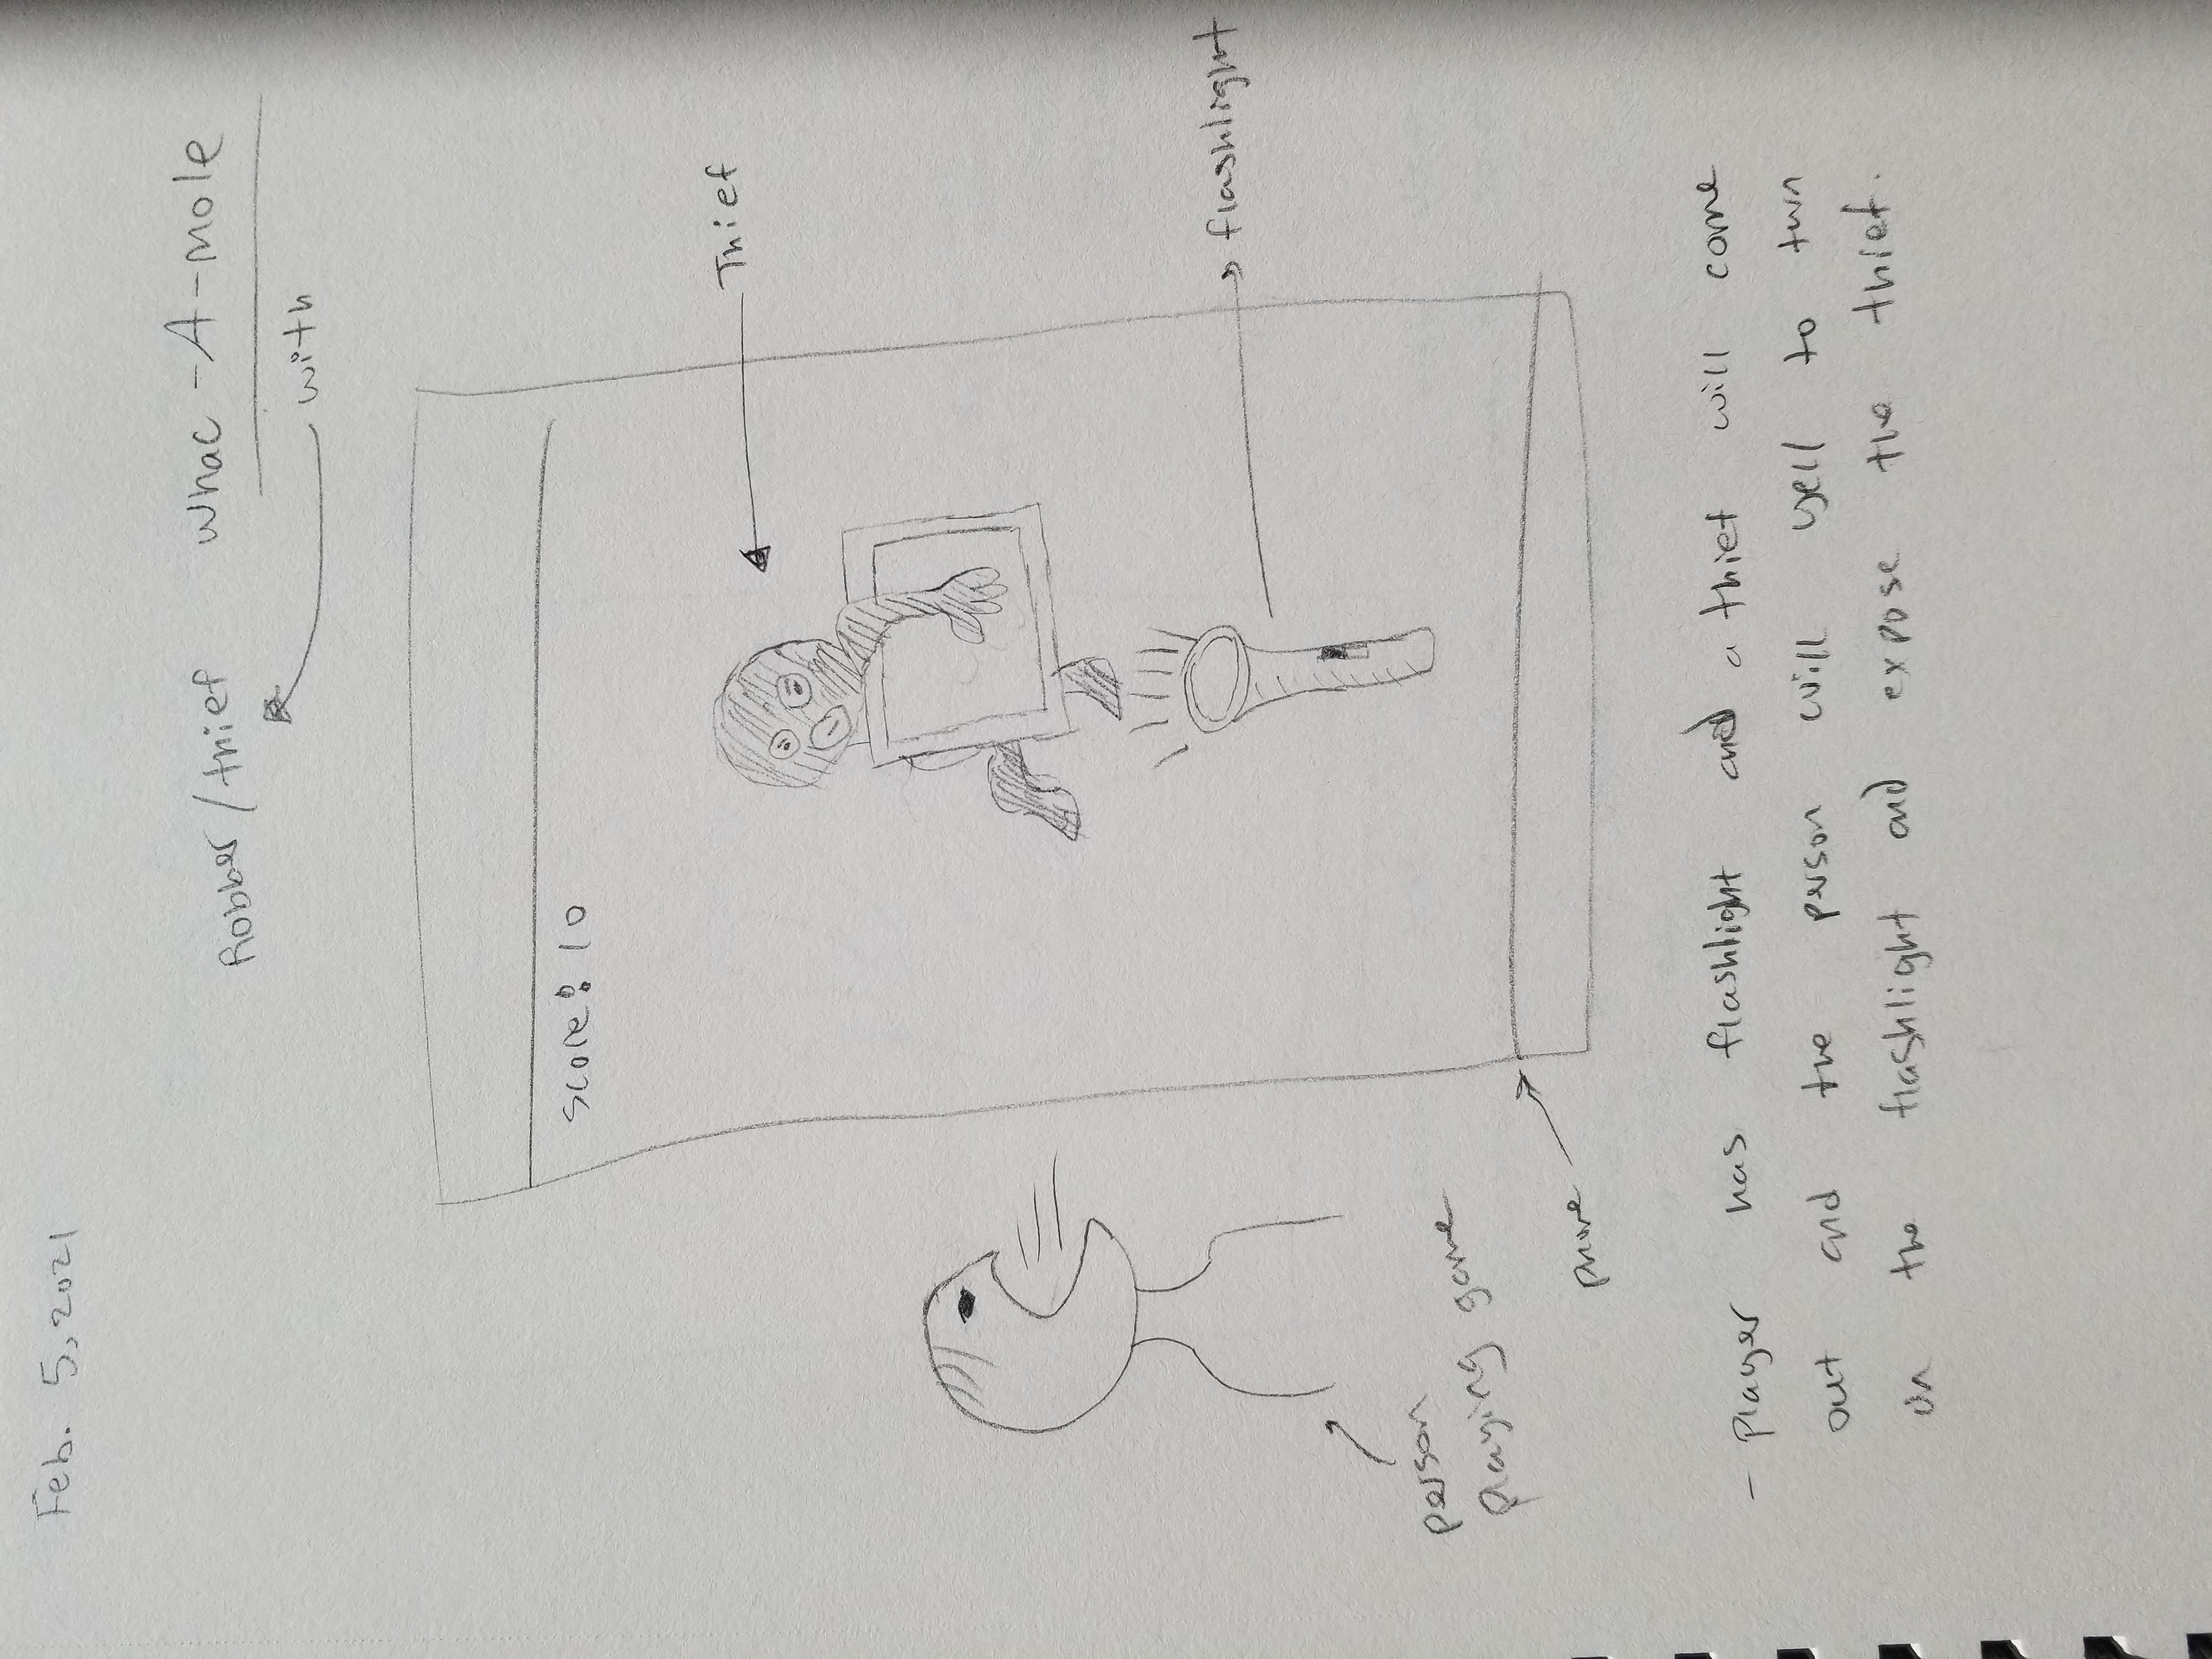 Feb. 5, 2021
Robber/thief
Whac-A-Mole
with
Score: 10
Thief
flashlight
person
playing game
phone
- Player has flashlight and a thief will come
out and the person will yell to turn
on the flashlight and expose the thief.